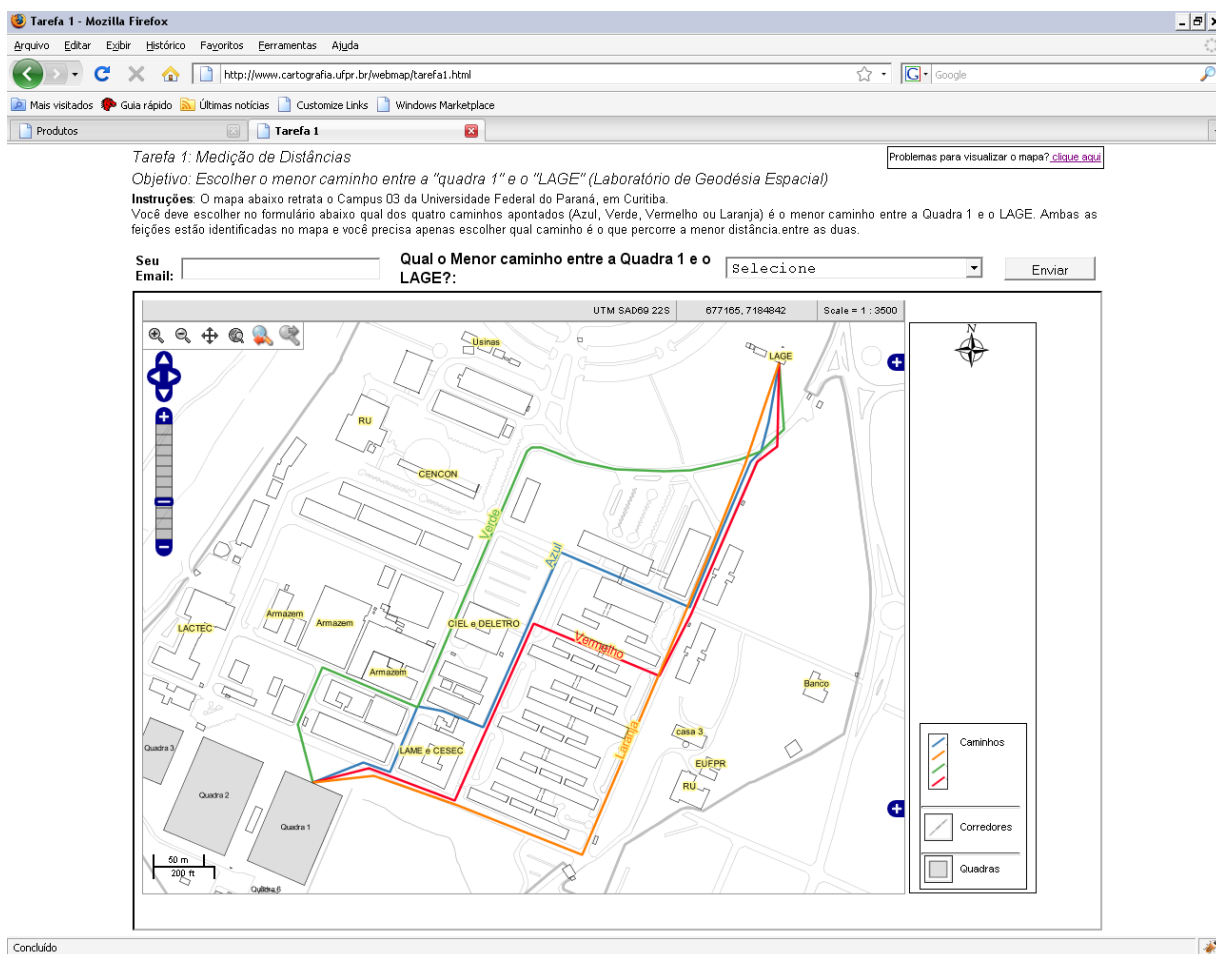 Tarefa 1 - Mozilla Firefox
Arquivo Editar Exibir Histórico Favoritos Ferramentas Ajuda
http://www.cartografia.ufpr.br/webmap/tarefa1.html
G Google
Mais visitados Guia rápido Últimas notícias Customize Links Windows Marketplace
Produtos Tarefa 1
Tarefa 1: Medição de Distâncias
Problemas para visualizar o mapa? clique aqui
Objetivo: Escolher o menor caminho entre a "quadra 1" e o "LAGE" (Laboratório de Geodésia Espacial)
Instruções: O mapa abaixo retrata o Campus 03 da Universidade Federal do Paraná, em Curitiba.
Você deve escolher no formulário abaixo qual dos quatro caminhos apontados (Azul, Verde, Vermelho ou Laranja) é o menor caminho entre a Quadra 1 e o LAGE. Ambas as
feições estão identificadas no mapa e você precisa apenas escolher qual caminho é o que percorre a menor distância.entre as duas.
Seu
Email:
Qual o Menor caminho entre a Quadra 1 e o
LAGE?:
Selecione
Enviar
UTM SAD69 22S 677165, 7184842 Scale = 1 : 3500
N
Usinas
LAGE
RU
CENCON
Verde
Azul
Armazem
Armazem
LACTEC
CIEL e DELETRO
Vermelho
Armazem
Banco
Laranja
casa 3
Quadra 3
LAME e CESEC
EUFPR
RU
Quadra 2
Quadra 1
50 m
200 ft
Quadra 6
Caminhos
Corredores
Quadras
Concluído